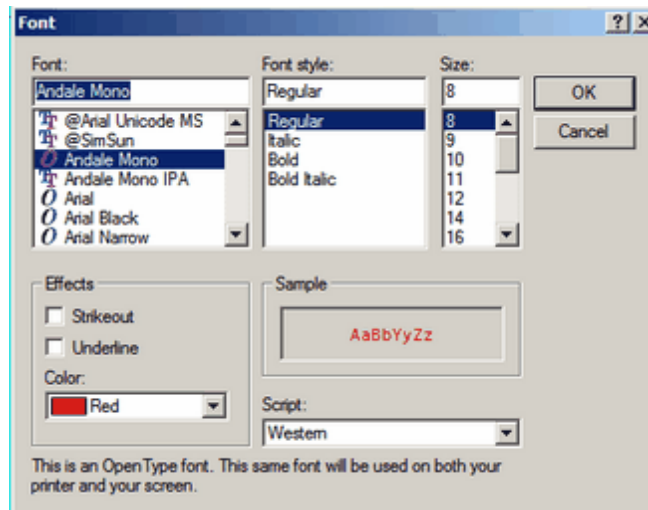 Font
Font:
Font style:
Size:
Andale Mono
Regular
8
OK
Cancel
@Arial Unicode MS
@SimSun
Andale Mono
Andale Mono IPA
Arial
Arial Black
Arial Narrow
Regular
Italic
Bold
Bold Italic
8
9
10
11
12
14
16
Effects
Strikeout
Underline
Color:
Red
Sample
AaBbYyZz
Script:
Western
This is an OpenType font. This same font will be used on both your
printer and your screen.